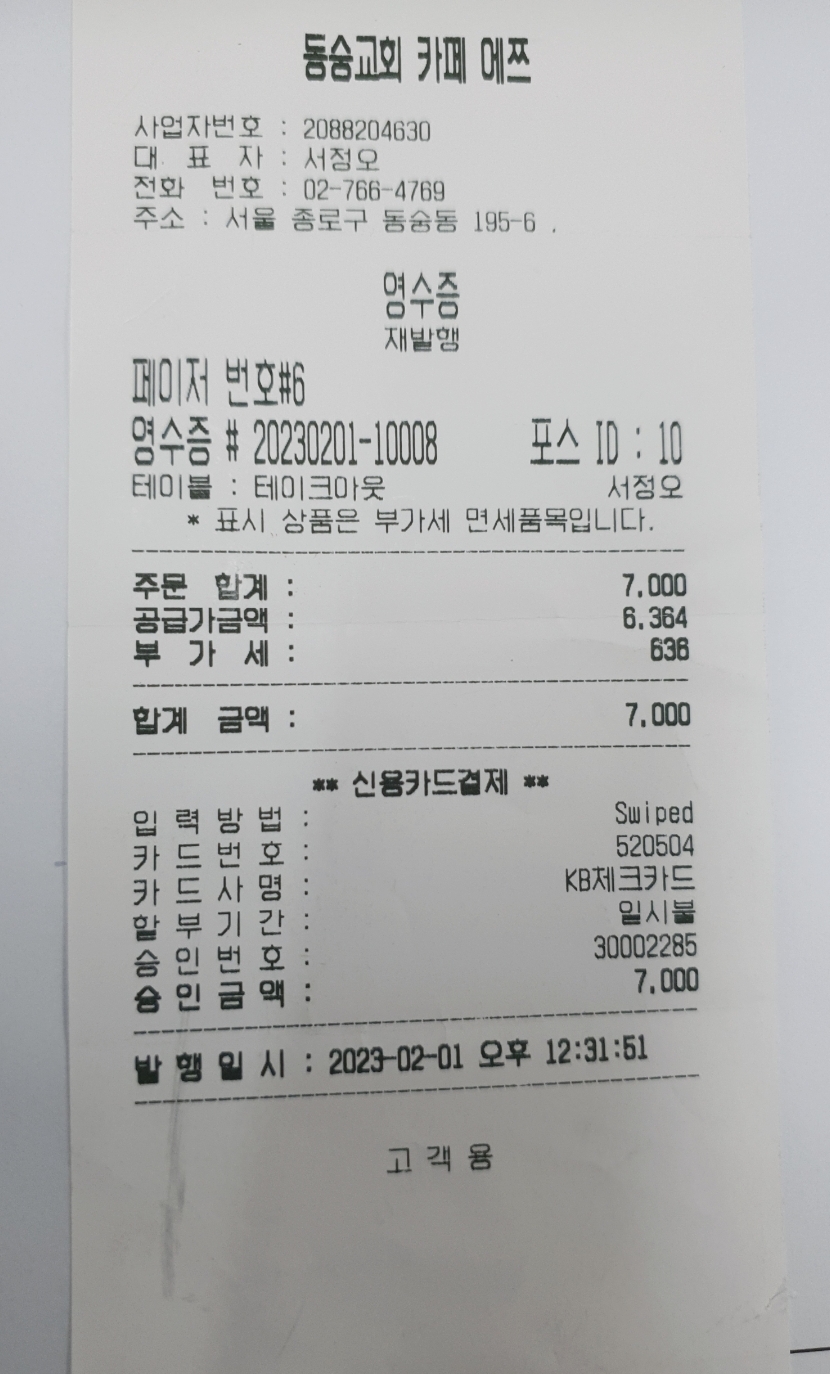 동숭교회 카페 에쯔
사업자번호 : 2088204630
대 표 자 : 서정오
전화 번호 : 02-766-4769
주소 : 서울 종로구 동숭동 195-6 .
영수증
재발행
페이저 번호#6
영수증 # 20230201-10008 포스 ID : 10
테이블 : 테이크아웃 서정오
* 표시 상품은 부가세 면세품목입니다.
주문 합계 : 7,000
공급가금액 : 6,364
부 가 세 : 636
합계 금액 : 7,000
** 신용카드결제 **
입 력 방 법 : Swiped
카 드 번 호 : 520504
카 드 사 명 : KB체크카드
할 부 기 간 : 일시불
승 인 번 호 : 30002285
승 인 금 액 : 7,000
발 행 일 시 : 2023-02-01 오후 12:31:51
고 객 용